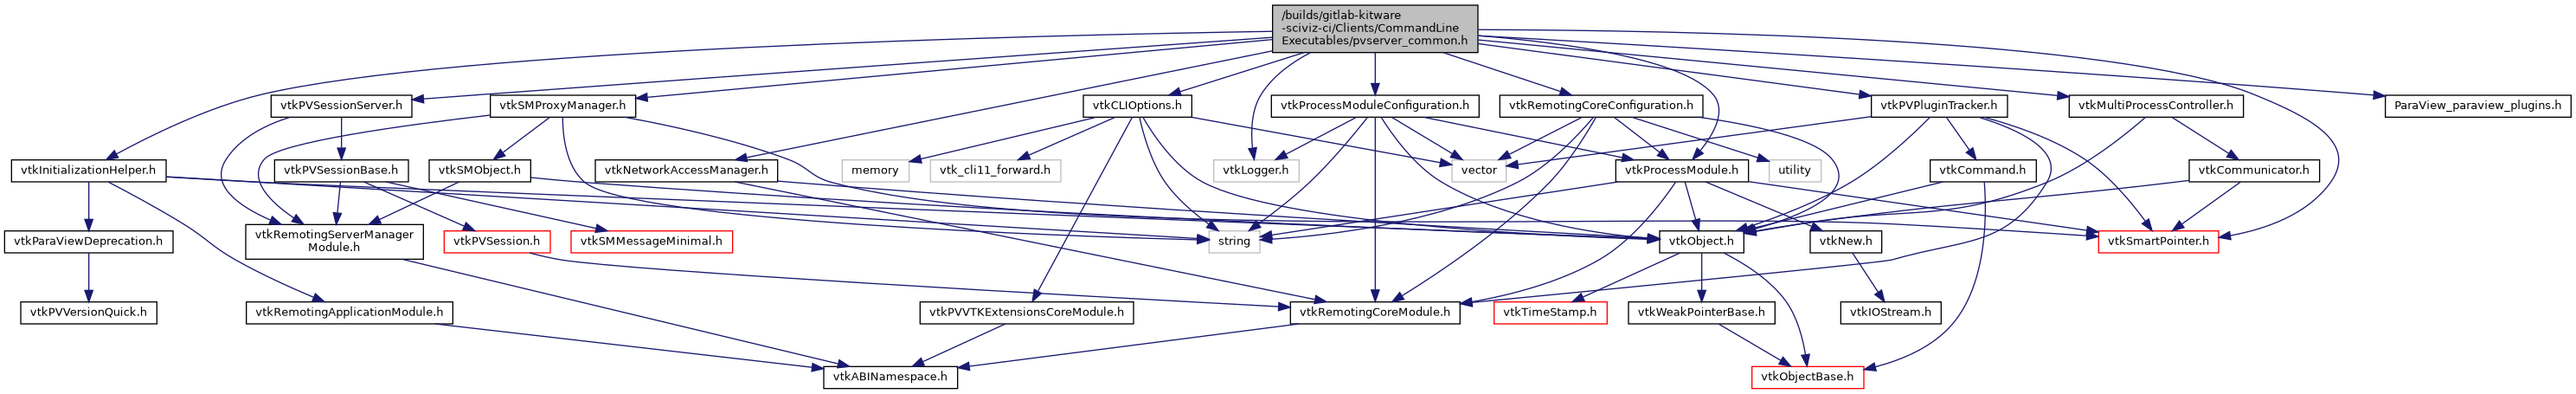 /builds/gitlab-kitware
-sciviz-ci/Clients/CommandLine
Executables/pvserver_common.h
vtkPVSessionServer.h
vtkSMProxyManager.h
vtkCLIOptions.h
vtkProcessModuleConfiguration.h
vtkRemotingCoreConfiguration.h
vtkPVPluginTracker.h
vtkMultiProcessController.h
ParaView_paraview_plugins.h
vtkInitializationHelper.h
vtkPVSessionBase.h
vtkSMObject.h
vtkNetworkAccessManager.h
memory
vtk_cli11_forward.h
vtkLogger.h
vector
vtkProcessModule.h
utility
vtkCommand.h
vtkCommunicator.h
vtkParaViewDeprecation.h
vtkRemotingServerManager
Module.h
vtkPVSession.h
vtkSMMessageMinimal.h
string
vtkObject.h
vtkNew.h
vtkSmartPointer.h
vtkPVVersionQuick.h
vtkRemotingApplicationModule.h
vtkPVVTKExtensionsCoreModule.h
vtkRemotingCoreModule.h
vtkTimeStamp.h
vtkWeakPointerBase.h
vtkIOStream.h
vtkABINamespace.h
vtkObjectBase.h